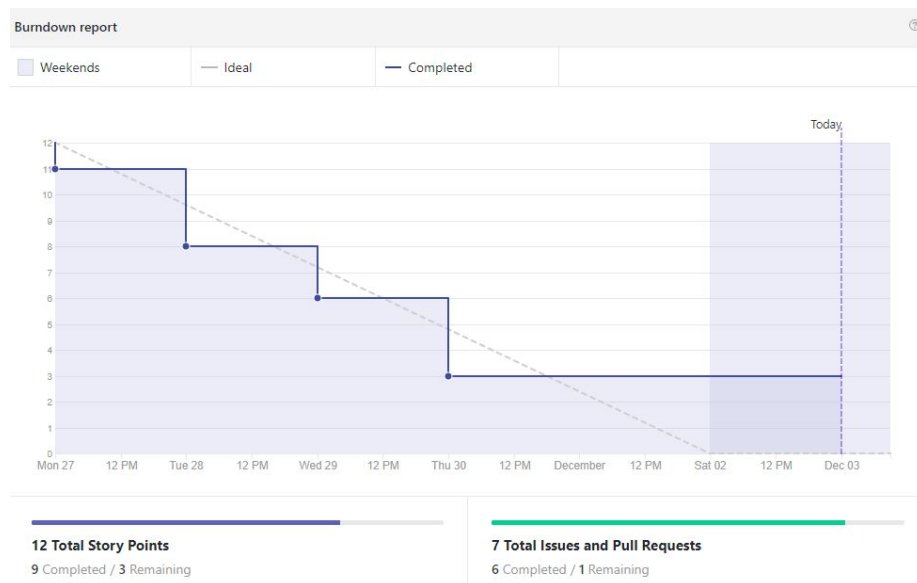 Burndown report
Weekends
Ideal
Completed
Today
12
11
10
9
8
7
6
5
4
3
2
1
0
Mon 27 12 PM Tue 28 12 PM Wed 29 12 PM Thu 30 12 PM December 12 PM Sat 02 12 PM Dec 03
12 Total Story Points
9 Completed / 3 Remaining
7 Total Issues and Pull Requests
6 Completed / 1 Remaining